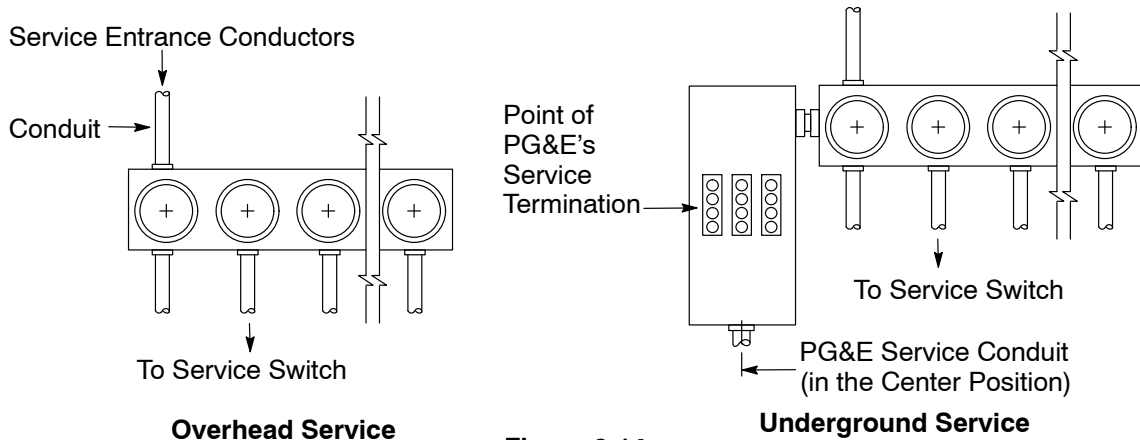 Service Entrance Conductors
Conduit
To Service Switch
Overhead Service
Point of
PG&E's
Service
Termination
To Service Switch
PG&E Service Conduit
(in the Center Position)
Underground Service